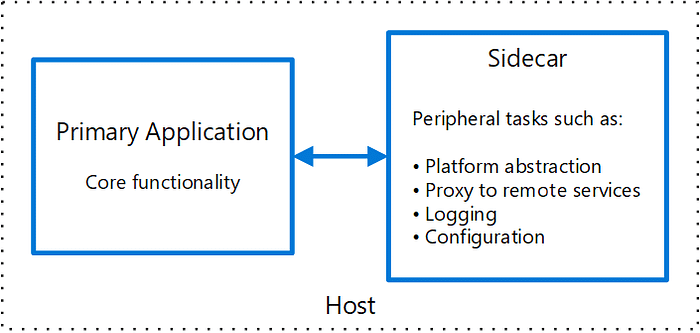 Primary Application
Core functionality
Sidecar
Peripheral tasks such as:
• Platform abstraction
• Proxy to remote services
• Logging
• Configuration
Host